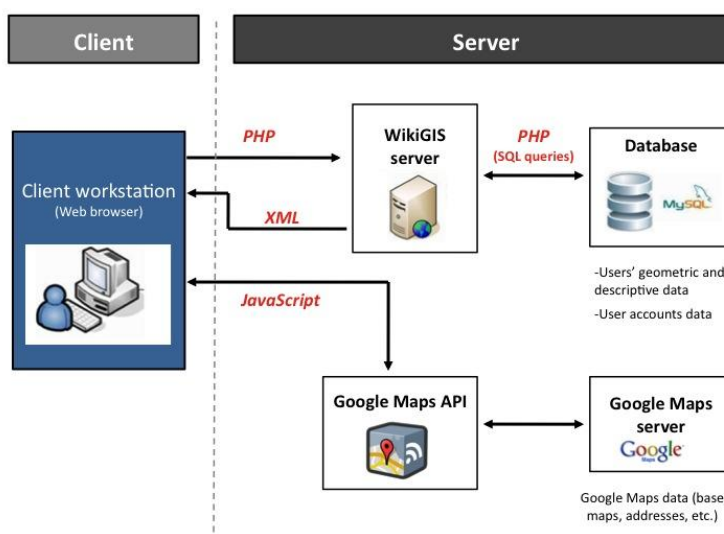 Client
Server
Client workstation
(Web browser)
PHP
XML
JavaScript
WikiGIS
server
PHP
(SQL queries)
Database
MySQL
-Users' geometric and
descriptive data
-User accounts data
Google Maps API
Google Maps
server
Google
Maps
Google Maps data (base
maps, addresses, etc.)